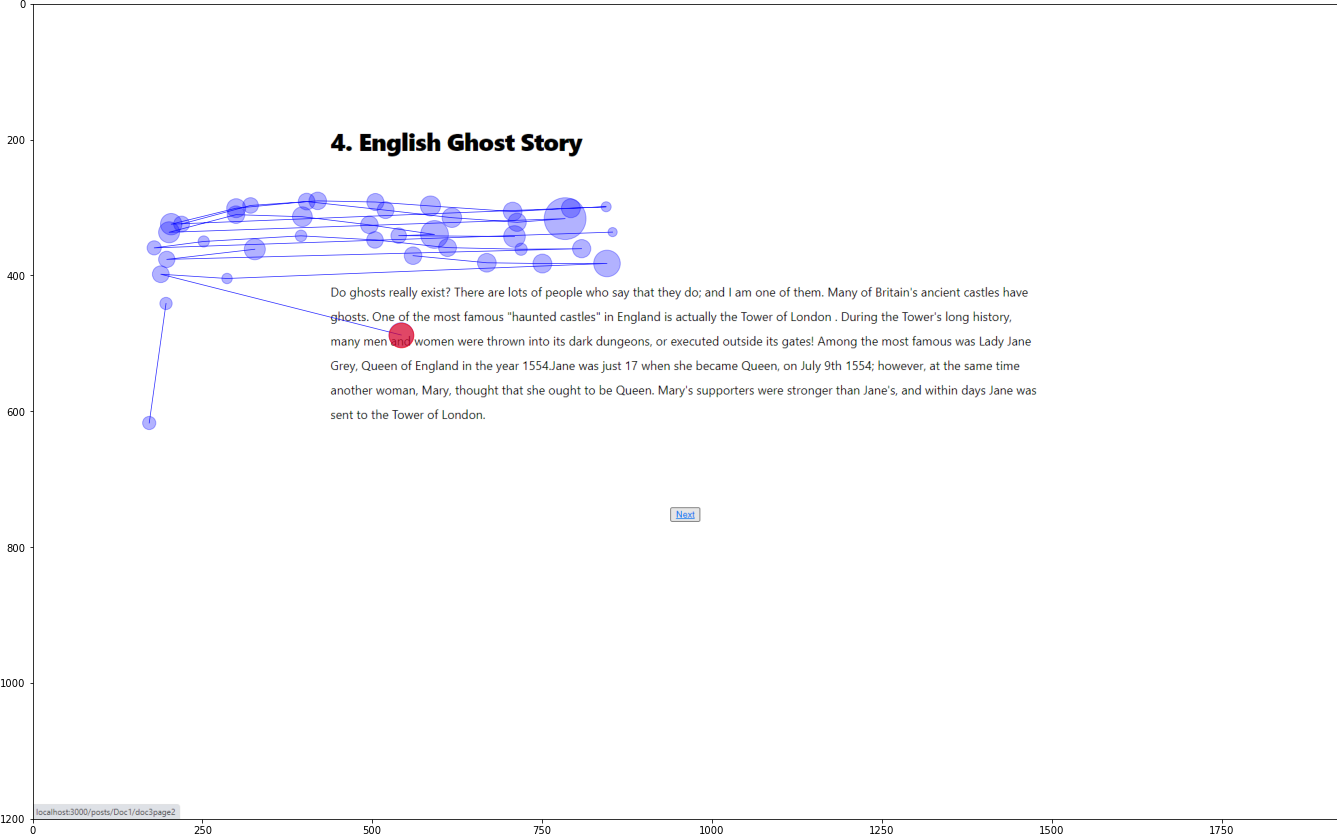 0
200
4. English Ghost Story
400
Do ghosts really exist? There are lots of people who say that they do; and I am one of them. Many of Britain's ancient castles have
ghosts. One of the most famous "haunted castles" in England is actually the Tower of London . During the Tower's long history,
many men and women were thrown into its dark dungeons, or executed outside its gates! Among the most famous was Lady Jane
Grey, Queen of England in the year 1554.Jane was just 17 when she became Queen, on July 9th 1554; however, at the same time
another woman, Mary, thought that she ought to be Queen. Mary's supporters were stronger than Jane's, and within days Jane was
600
sent to the Tower of London.
Next
800
1000
localhost:3000/posts/Doc1/doc3page2
1200
0 250 500 750 1000 1250 1500 1750